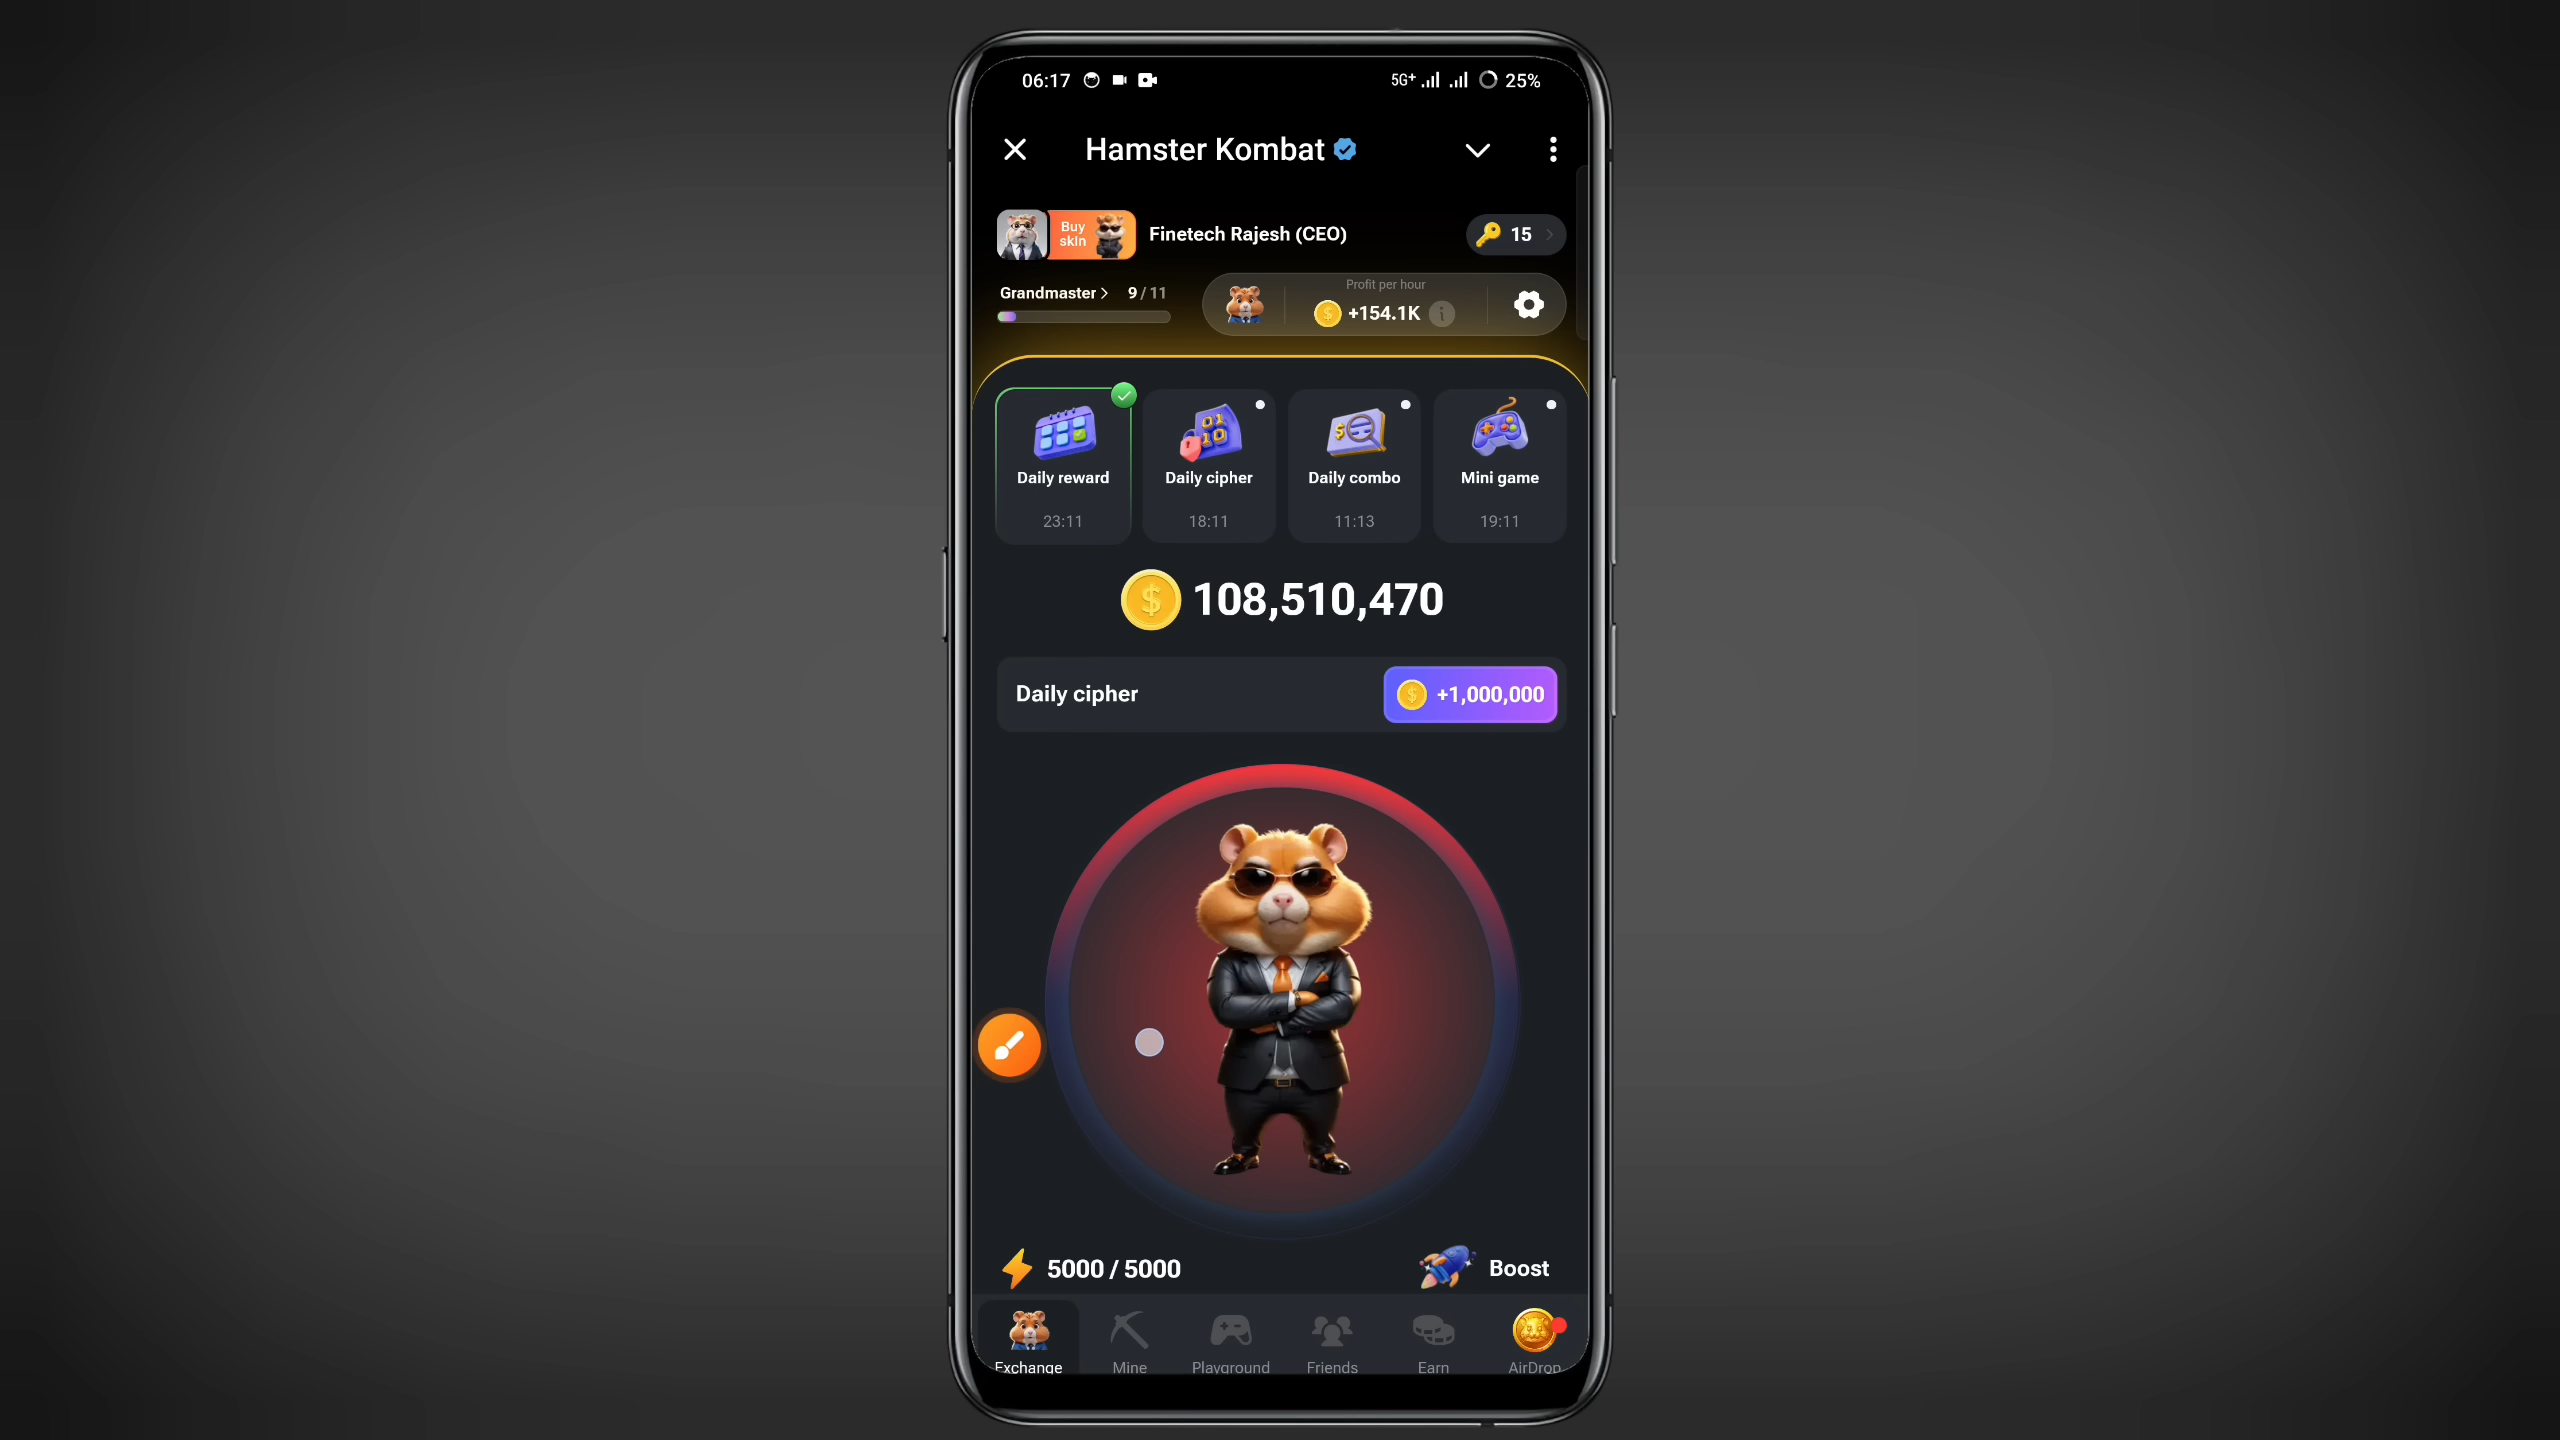 06:17
5G+ 25%
Hamster Kombat
Buy
skin
Finetech Rajesh (CEO)
15
Grandmaster > 9 / 11
Profit per hour
+154.1K
Daily reward
23:11
01
10
Daily cipher
18:11
Daily combo
11:13
Mini game
19:11
108,510,470
Daily cipher
+1,000,000
5000 / 5000
Boost
Exchange
Mine
Playground
Friends
Earn
AirDrop